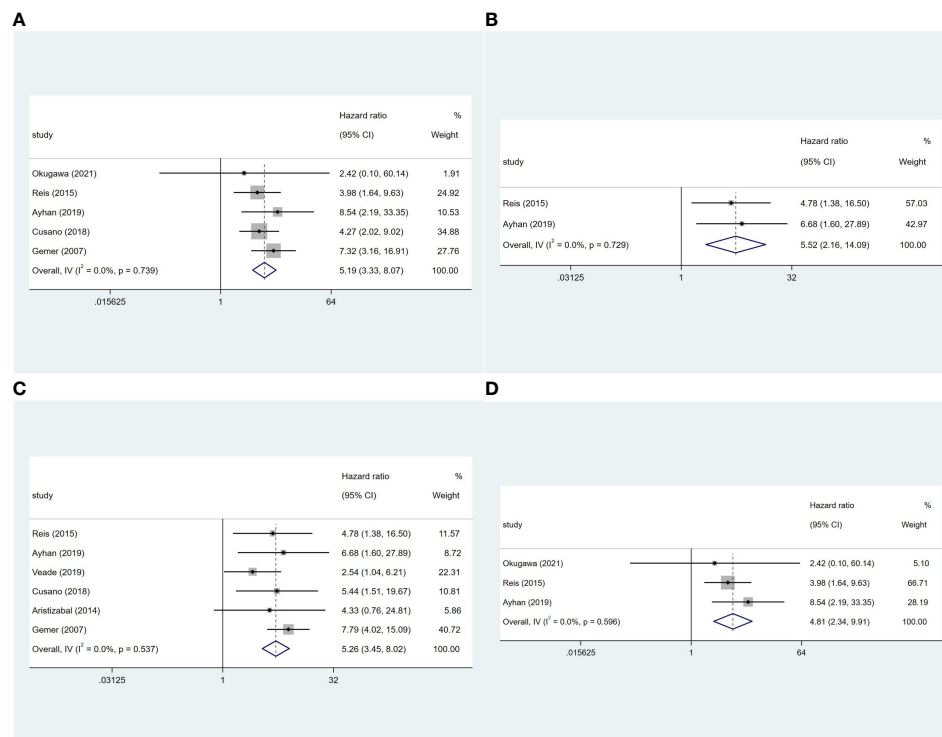 A
Hazard ratio %
study (95% CI) Weight
Okugawa (2021) 2.42 (0.10, 60.14) 1.91
Reis (2015) 3.98 (1.64, 9.63) 24.92
Ayhan (2019) 8.54 (2.19, 33.35) 10.53
Cusano (2018) 4.27 (2.02, 9.02) 34.88
Gemer (2007) 7.32 (3.16, 16.91) 27.76
Overall, IV (I² = 0.0%, p = 0.739) 5.19 (3.33, 8.07) 100.00
.015625 1 64
B
Hazard ratio %
study (95% CI) Weight
Reis (2015) 4.78 (1.38, 16.50) 57.03
Ayhan (2019) 6.68 (1.60, 27.89) 42.97
Overall, IV (I² = 0.0%, p = 0.729) 5.52 (2.16, 14.09) 100.00
.03125 1 32
C
Hazard ratio %
study (95% CI) Weight
Reis (2015) 4.78 (1.38, 16.50) 11.57
Ayhan (2019) 6.68 (1.60, 27.89) 8.72
Veade (2019) 2.54 (1.04, 6.21) 22.31
Cusano (2018) 5.44 (1.51, 19.67) 10.81
Aristizabal (2014) 4.33 (0.76, 24.81) 5.86
Gemer (2007) 7.79 (4.02, 15.09) 40.72
Overall, IV (I² = 0.0%, p = 0.537) 5.26 (3.45, 8.02) 100.00
.03125 1 32
D
Hazard ratio %
study (95% CI) Weight
Okugawa (2021) 2.42 (0.10, 60.14) 5.10
Reis (2015) 3.98 (1.64, 9.63) 66.71
Ayhan (2019) 8.54 (2.19, 33.35) 28.19
Overall, IV (I² = 0.0%, p = 0.596) 4.81 (2.34, 9.91) 100.00
.015625 1 64